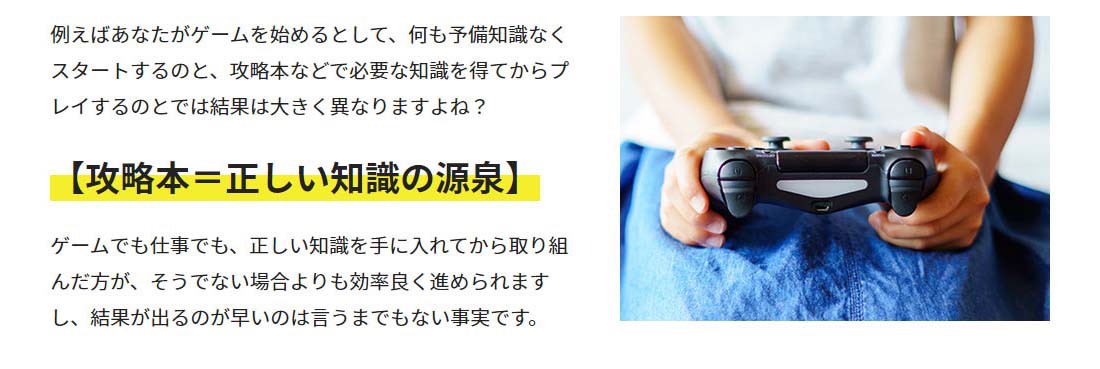 例えばあなたがゲームを始めるとして、何も予備知識なく
スタートするのと、攻略本などで必要な知識を得てからプ
レイするのとでは結果は大きく異なりますよね？
【攻略本＝正しい知識の源泉】
ゲームでも仕事でも、正しい知識を手に入れてから取り組
んだ方が、そうでない場合よりも効率良く進められます
し、結果が出るのが早いのは言うまでもない事実です。